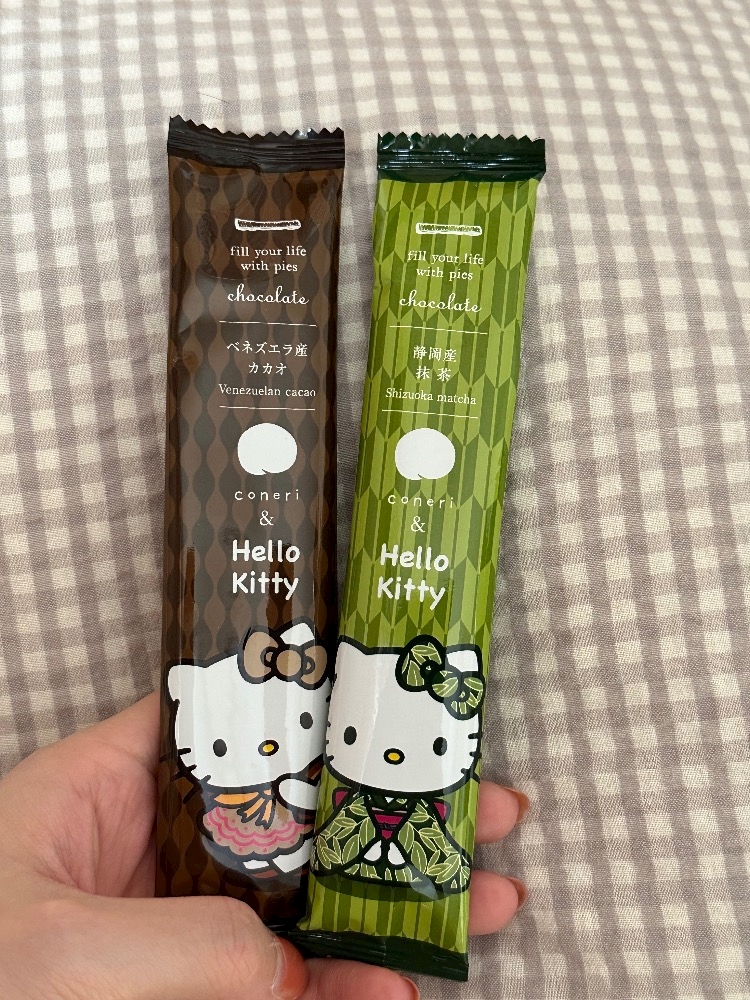 fill your life
with pies
chocolate
ベネズエラ産
カカオ
Venezuelan cacao
coneri
&
Hello
Kitty
fill your life
with pies
chocolate
静岡産
抹茶
Shizuoka matcha
coneri
&
Hello
Kitty